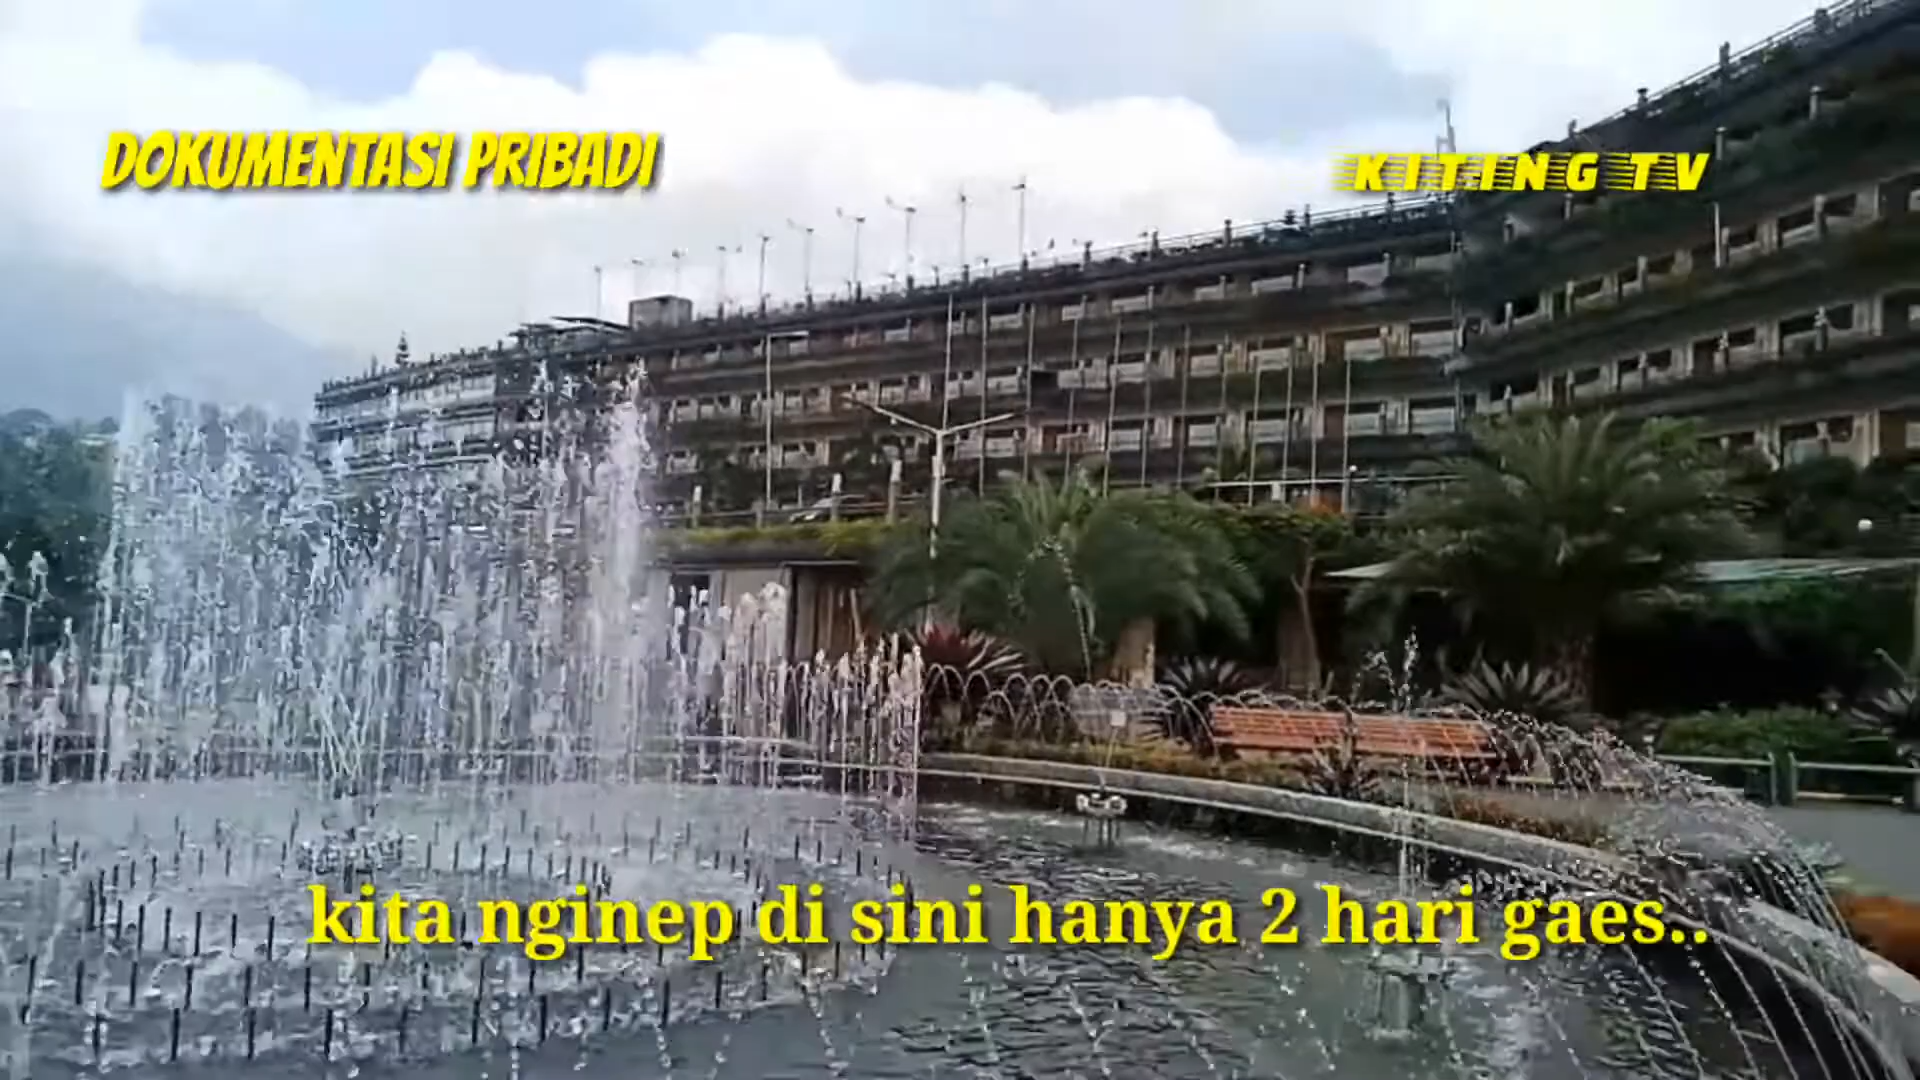 DOKUMENTASI PRIBADI
KITING TV
kita nginep di sini hanya 2 hari gaes..